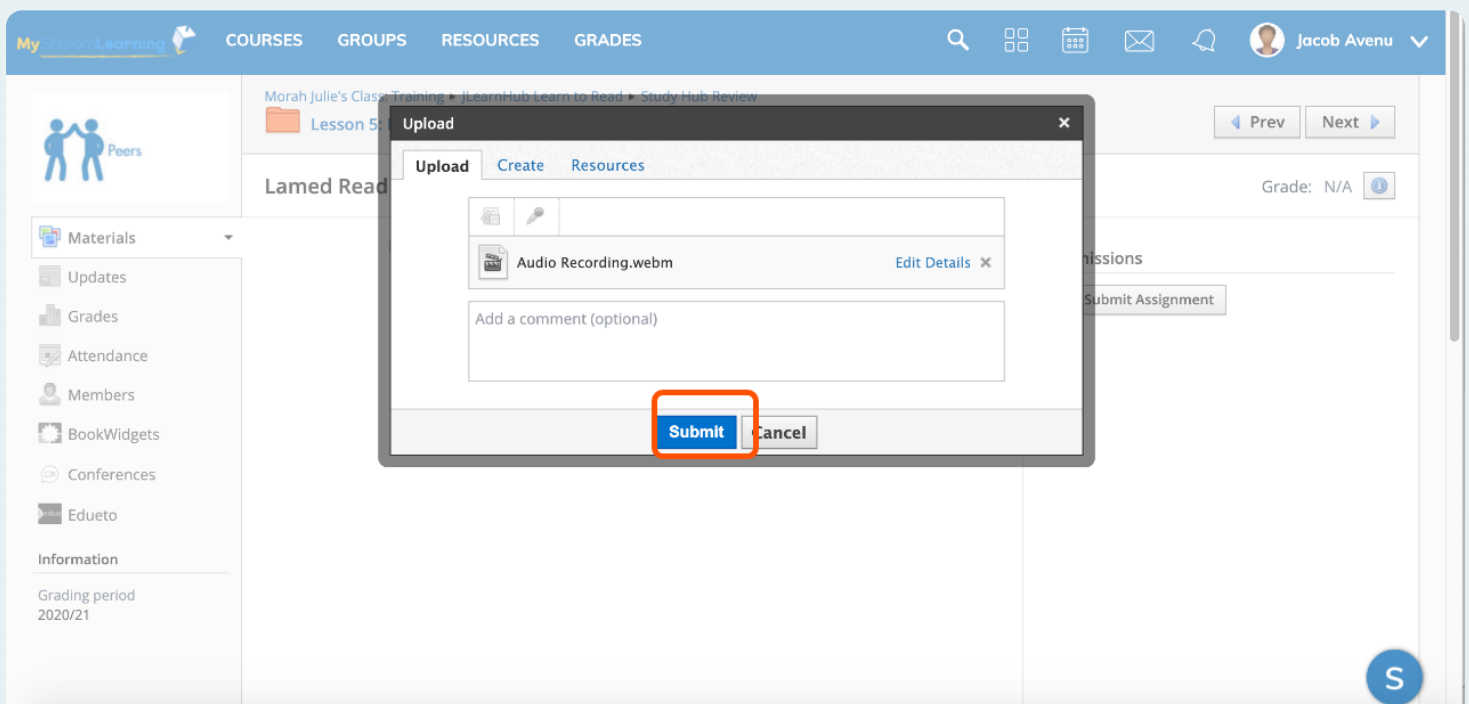 MyShalomLearning COURSES GROUPS RESOURCES GRADES Jacob Avenu
Morah Julie's Class: Training ▸ JLearnHub Learn to Read ▸ Study Hub Review
Lesson 5:
Prev Next
Peers
Lamed Read
Grade: N/A
Materials
Updates
Grades
Attendance
Members
BookWidgets
Conferences
Edueto
Information
Grading period
2020/21
Upload ×
Upload Create Resources
Audio Recording.webm Edit Details ×
Add a comment (optional)
Submit Cancel
missions
Submit Assignment
S